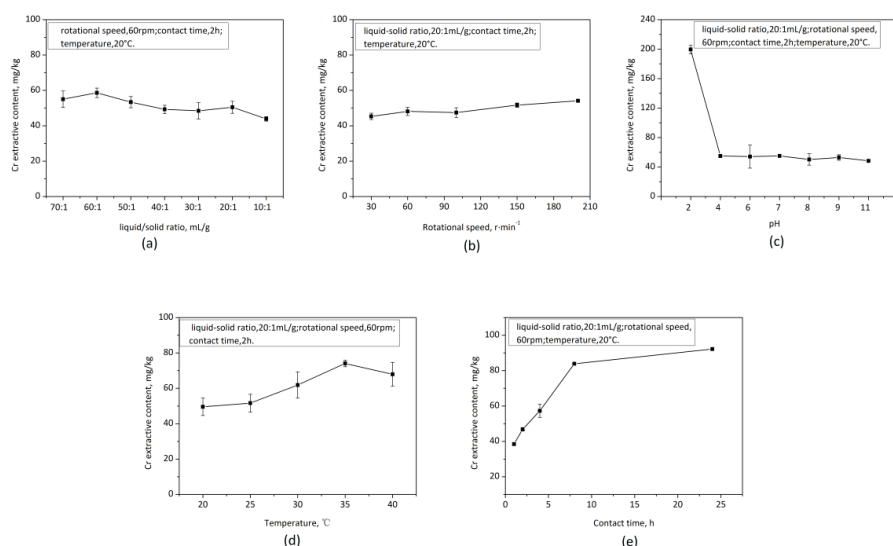 rotational speed,60rpm;contact time,2h;
temperature,20°C.
100
80
60
40
20
0
Cr extractive content, mg/kg
70:1 60:1 50:1 40:1 30:1 20:1 10:1
liquid/solid ratio, mL/g
(a)
liquid-solid ratio,20:1mL/g;contact time,2h;
temperature,20°C.
100
80
60
40
20
0
Cr extractive content, mg/kg
30 60 90 120 150 180 210
Rotational speed, r·min⁻¹
(b)
liquid-solid ratio,20:1mL/g;rotational speed,
60rpm;contact time,2h;temperature,20°C.
240
200
160
120
80
40
0
Cr extractive content, mg/kg
2 4 6 7 8 9 11
pH
(c)
liquid-solid ratio,20:1mL/g;rotational speed,60rpm;
contact time,2h.
100
80
60
40
20
0
Cr extractive content, mg/kg
20 25 30 35 40
Temperature, ℃
(d)
liquid-solid ratio,20:1mL/g;rotational speed,
60rpm;temperature,20°C.
100
80
60
40
20
Cr extractive content, mg/kg
0 5 10 15 20 25
Contact time, h
(e)